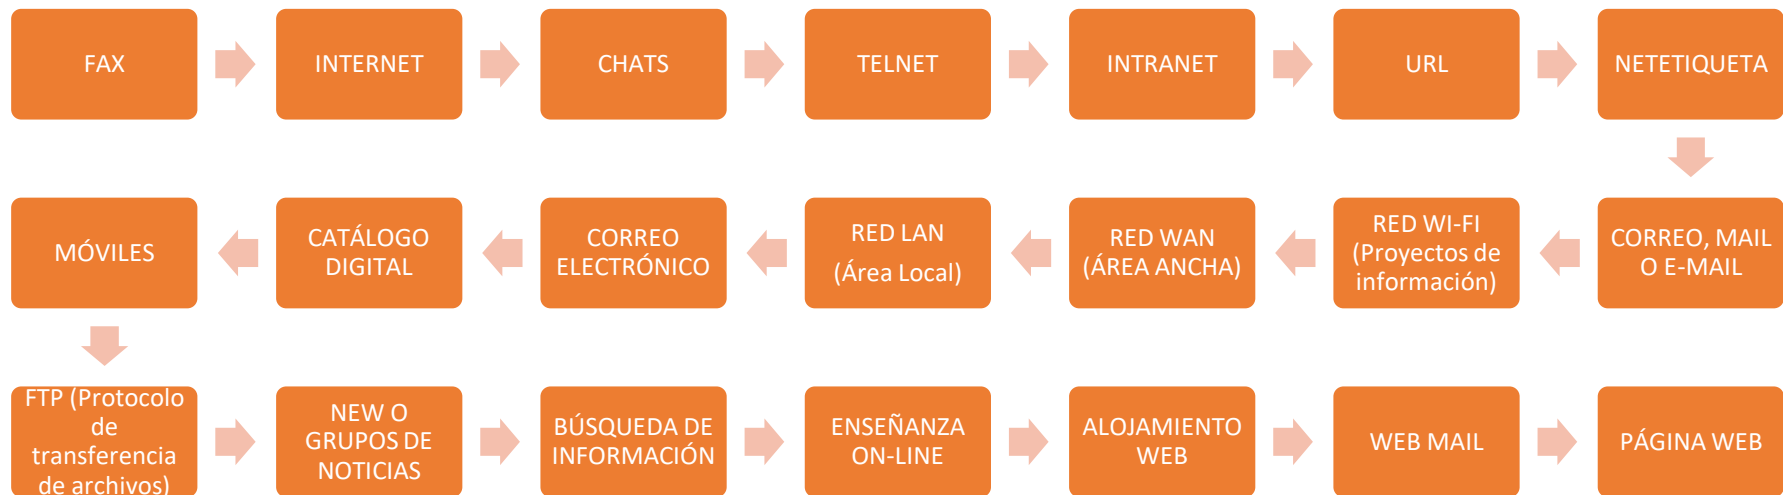 FAX
INTERNET
CHATS
TELNET
INTRANET
URL
NETETIQUETA
CORREO, MAIL
O E-MAIL
RED WI-FI
(Proyectos de
información)
RED WAN
(ÁREA ANCHA)
RED LAN
(Área Local)
CORREO
ELECTRÓNICO
CATÁLOGO
DIGITAL
MÓVILES
FTP (Protocolo
de
transferencia
de archivos)
NEW O
GRUPOS DE
NOTICIAS
BÚSQUEDA DE
INFORMACIÓN
ENSEÑANZA
ON-LINE
ALOJAMIENTO
WEB
WEB MAIL
PÁGINA WEB